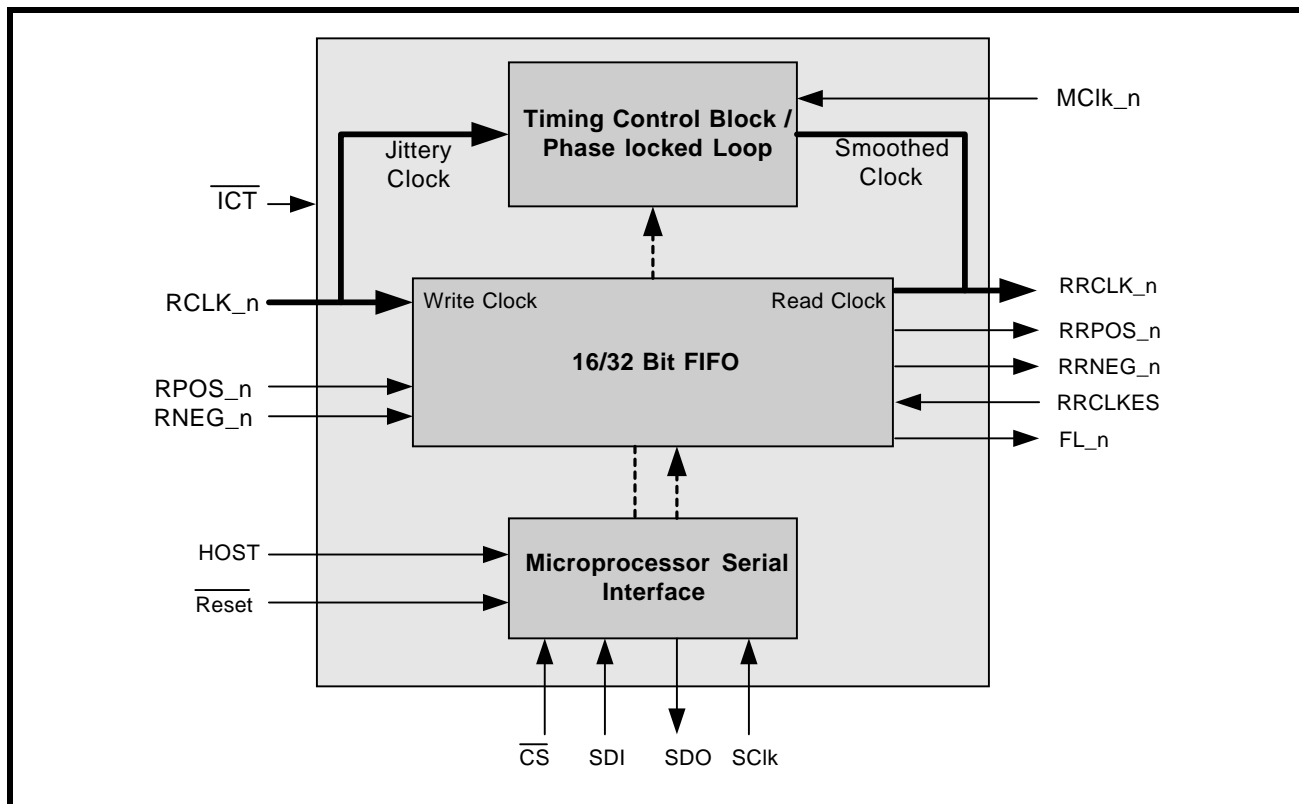 MClk_n
Timing Control Block /
Phase locked Loop
Jittery
Clock
Smoothed
Clock
ICT
RCLK_n
Write Clock
Read Clock
RRCLK_n
RRPOS_n
16/32 Bit FIFO
RRNEG_n
RPOS_n
RRCLKES
RNEG_n
FL_n
HOST
Microprocessor Serial
Interface
Reset
CS
SDI
SDO
SClk